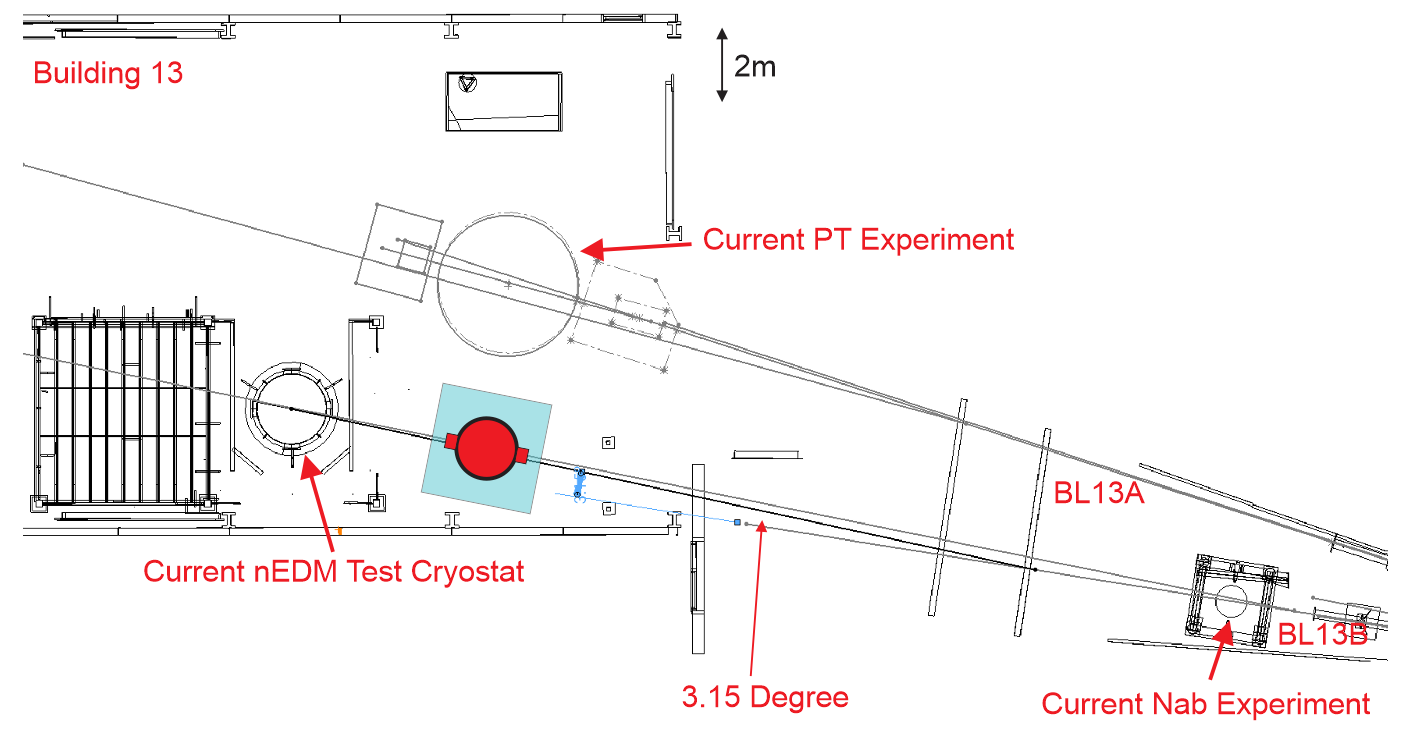 Building 13
2m
Current PT Experiment
BL13A
Current nEDM Test Cryostat
BL13B
3.15 Degree
Current Nab Experiment